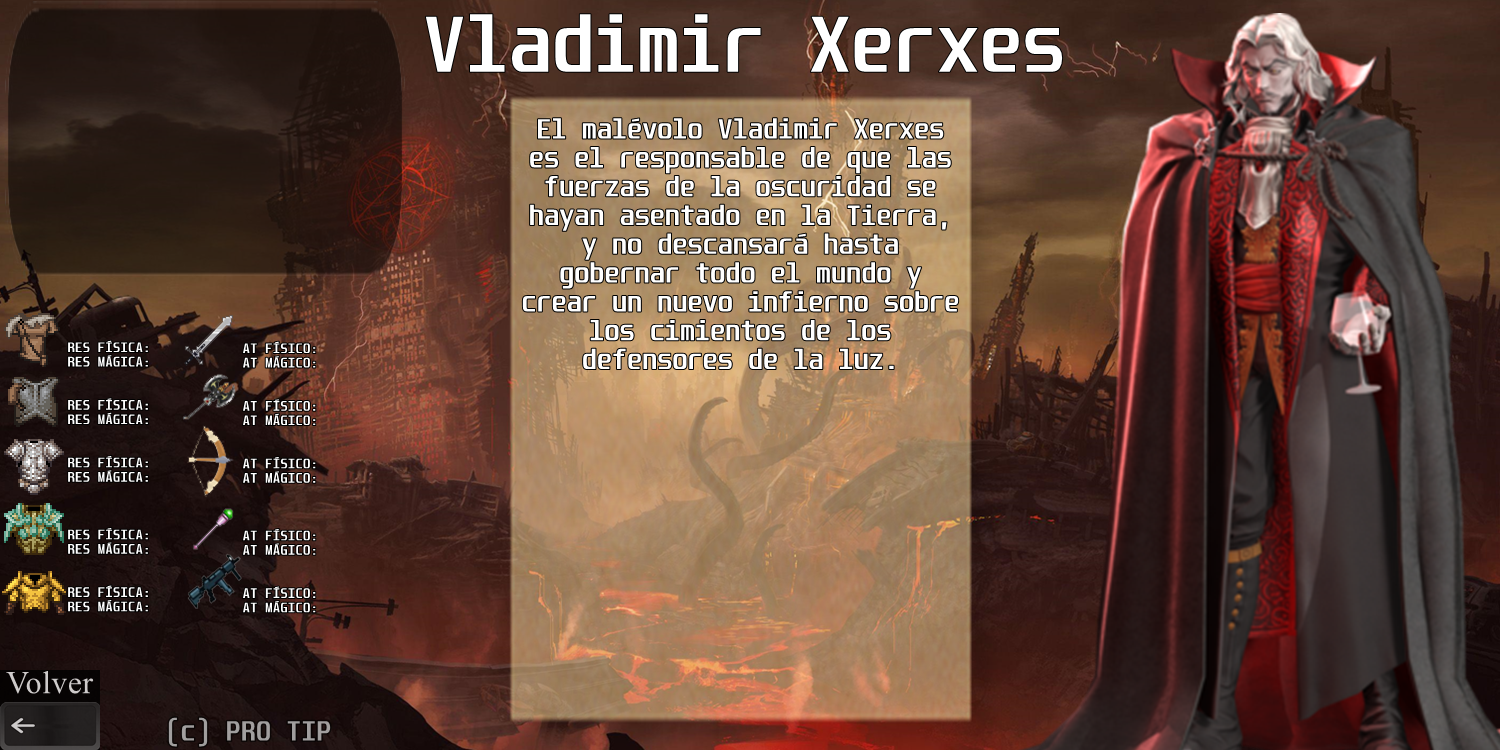 Vladimir Xerxes
El malévolo Vladimir Xerxes
es el responsable de que las
fuerzas de la oscuridad se
hayan asentado en la Tierra,
y no descansará hasta
gobernar todo el mundo y
crear un nuevo infierno sobre
los cimientos de los
defensores de la luz.
RES FÍSICA:
RES MÁGICA:
AT FÍSICO:
AT MÁGICO:
RES FÍSICA:
RES MÁGICA:
AT FÍSICO:
AT MÁGICO:
RES FÍSICA:
RES MÁGICA:
AT FÍSICO:
AT MÁGICO:
RES FÍSICA:
RES MÁGICA:
AT FÍSICO:
AT MÁGICO:
RES FÍSICA:
RES MÁGICA:
AT FÍSICO:
AT MÁGICO:
Volver
(c) PRO TIP